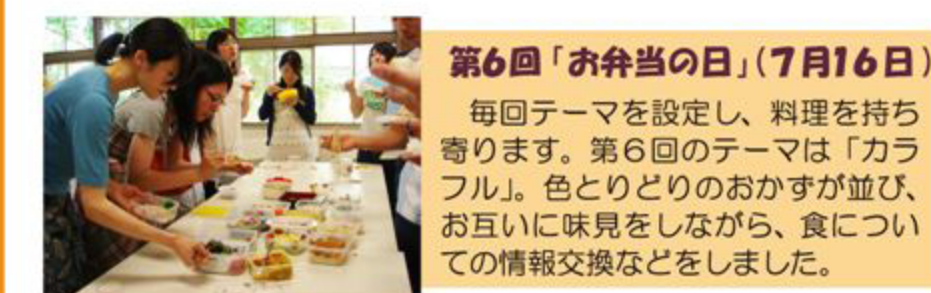 第6回「お弁当の日」(7月16日)
毎回テーマを設定し、料理を持ち
寄ります。第6回のテーマは「カラ
フル」。色とりどりのおかずが並び、
お互いに味見をしながら、食につい
ての情報交換などをしました。